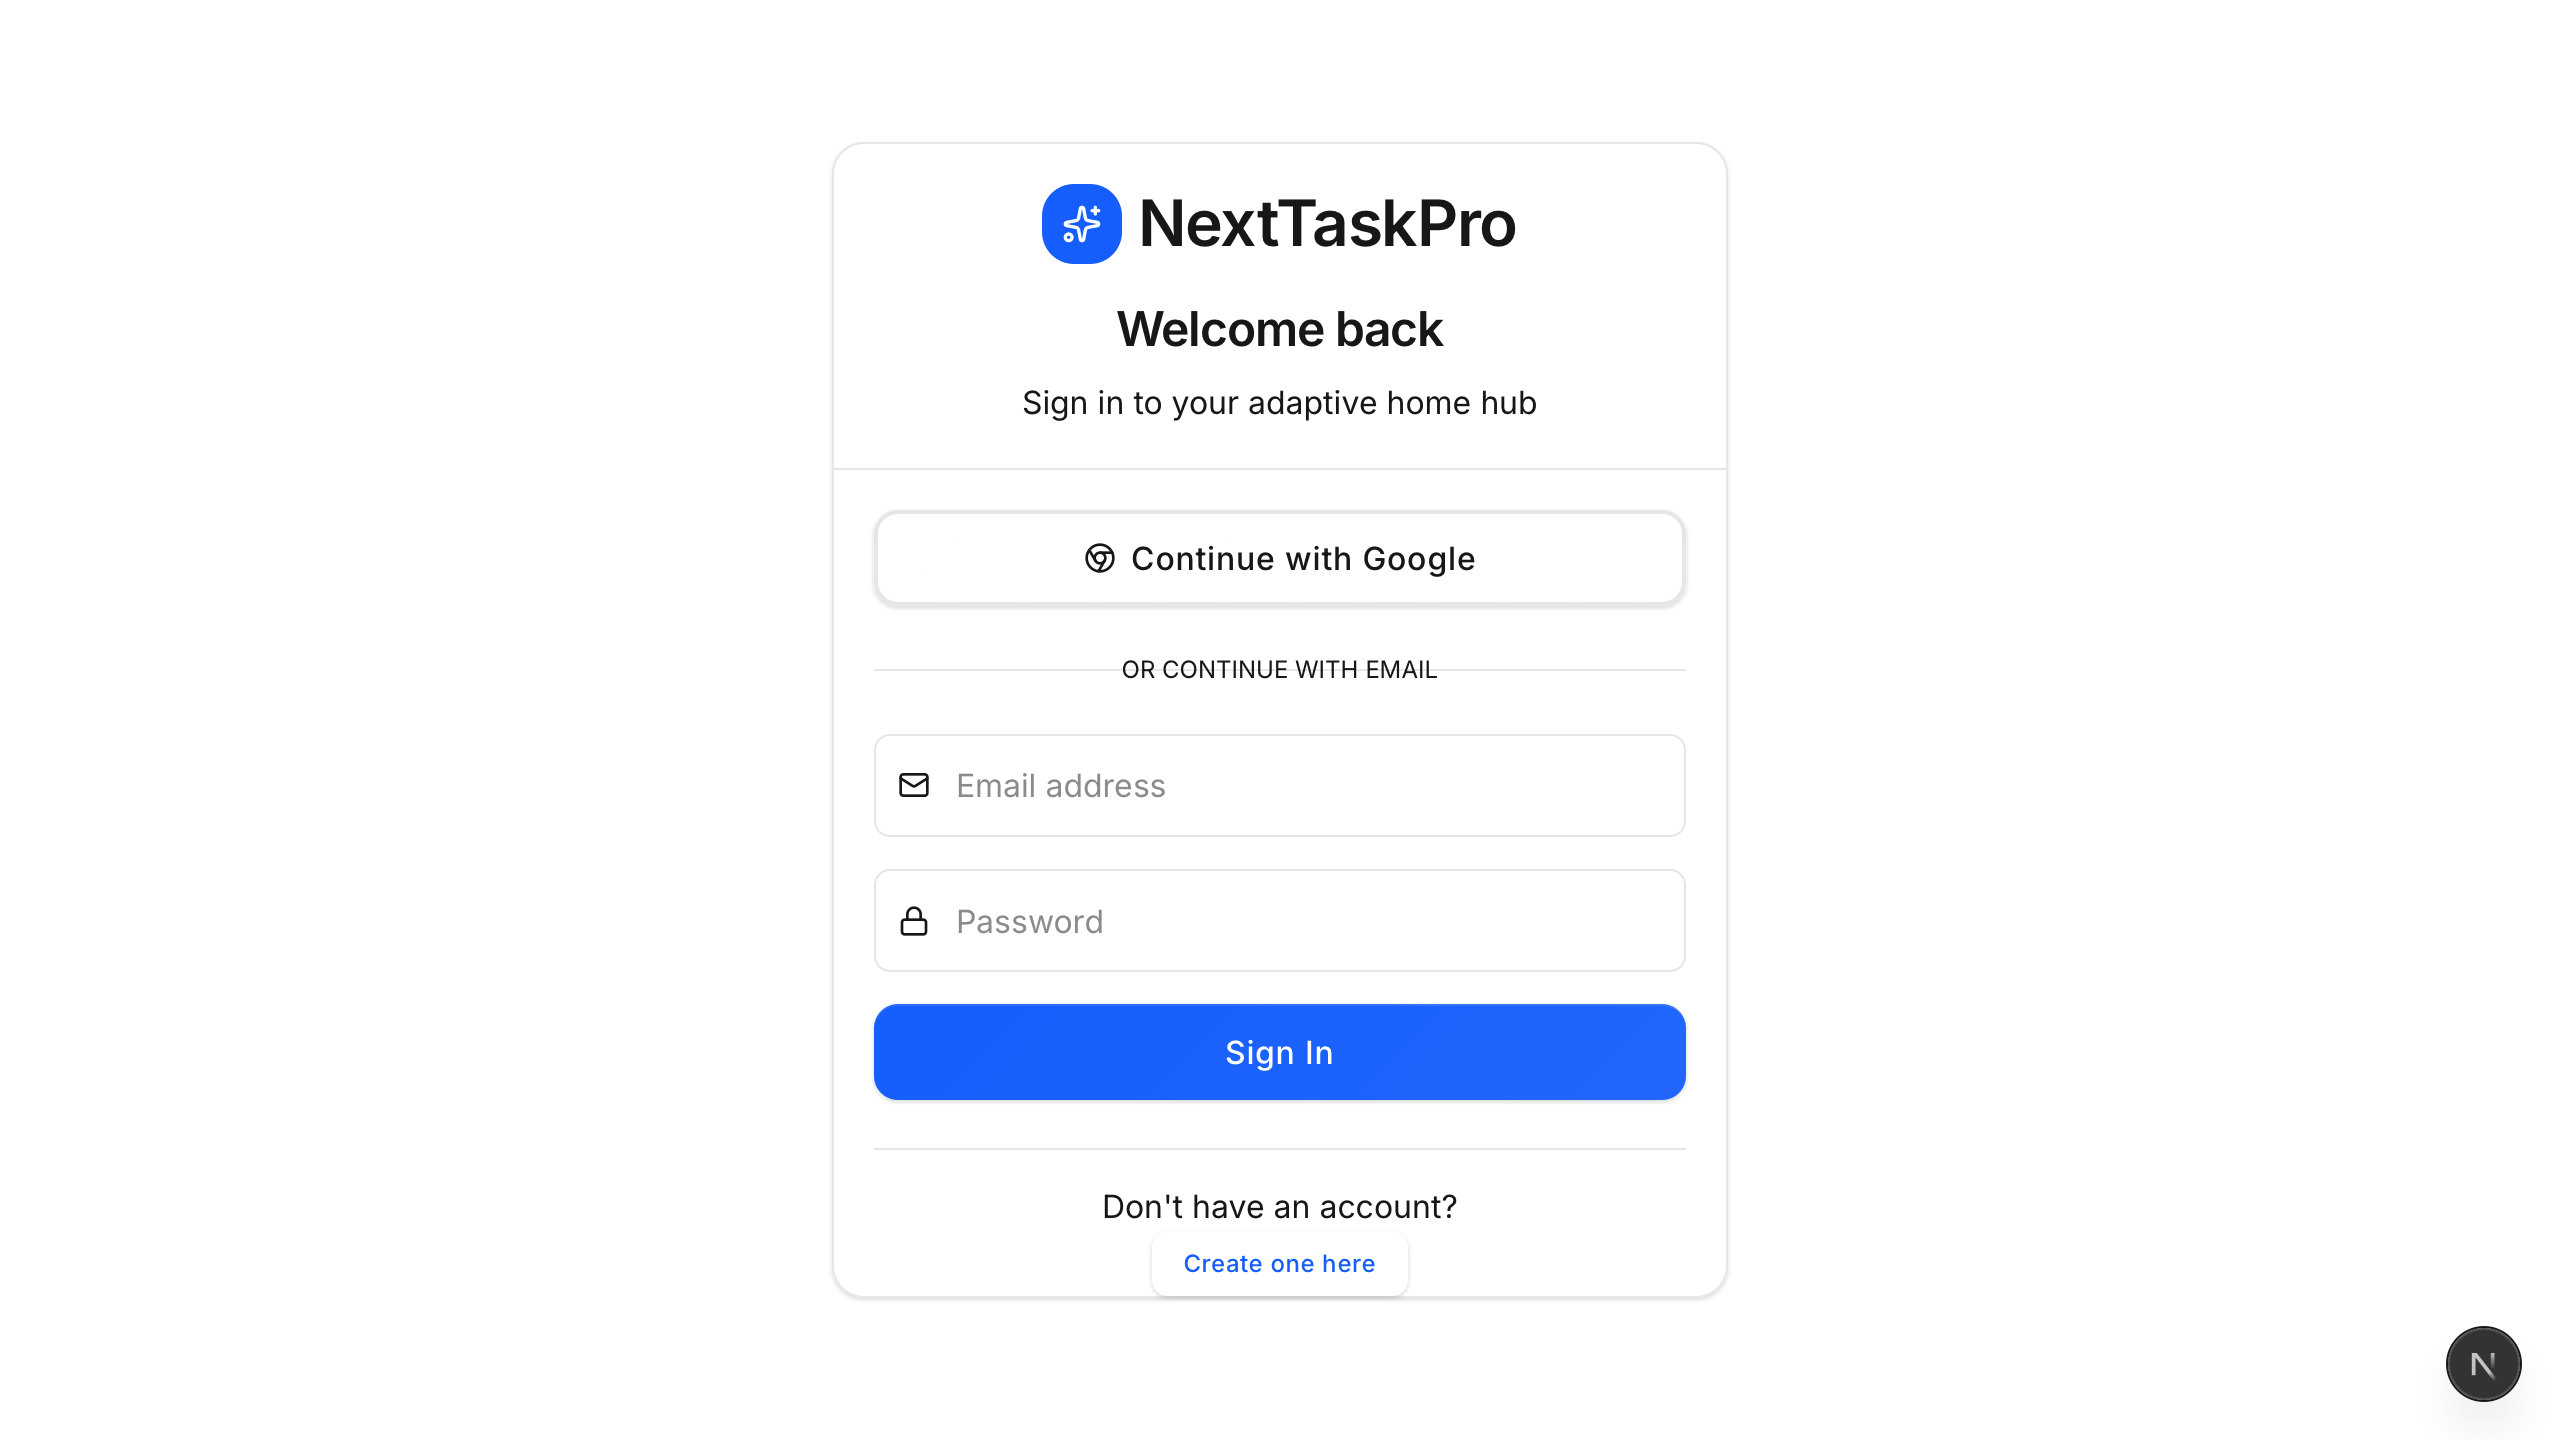 NextTaskPro
Welcome back
Sign in to your adaptive home hub
Continue with Google
OR CONTINUE WITH EMAIL
Email address
Password
Sign In
Don't have an account?
Create one here
N